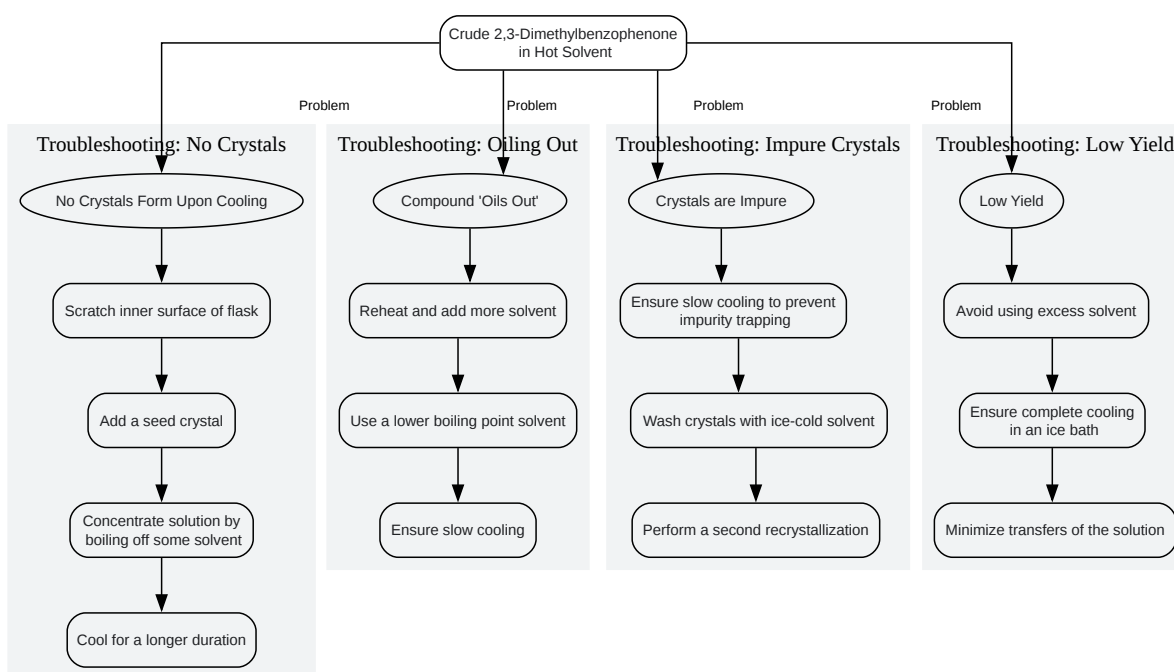 Crude 2,3-Dimethylbenzophenone
in Hot Solvent
Problem
Problem
Problem
Problem
Troubleshooting: No Crystals
No Crystals Form Upon Cooling
Scratch inner surface of flask
Add a seed crystal
Concentrate solution by
boiling off some solvent
Cool for a longer duration
Troubleshooting: Oiling Out
Compound 'Oils Out'
Reheat and add more solvent
Use a lower boiling point solvent
Ensure slow cooling
Troubleshooting: Impure Crystals
Crystals are Impure
Ensure slow cooling to prevent
impurity trapping
Wash crystals with ice-cold solvent
Perform a second recrystallization
Troubleshooting: Low Yield
Low Yield
Avoid using excess solvent
Ensure complete cooling
in an ice bath
Minimize transfers of the solution